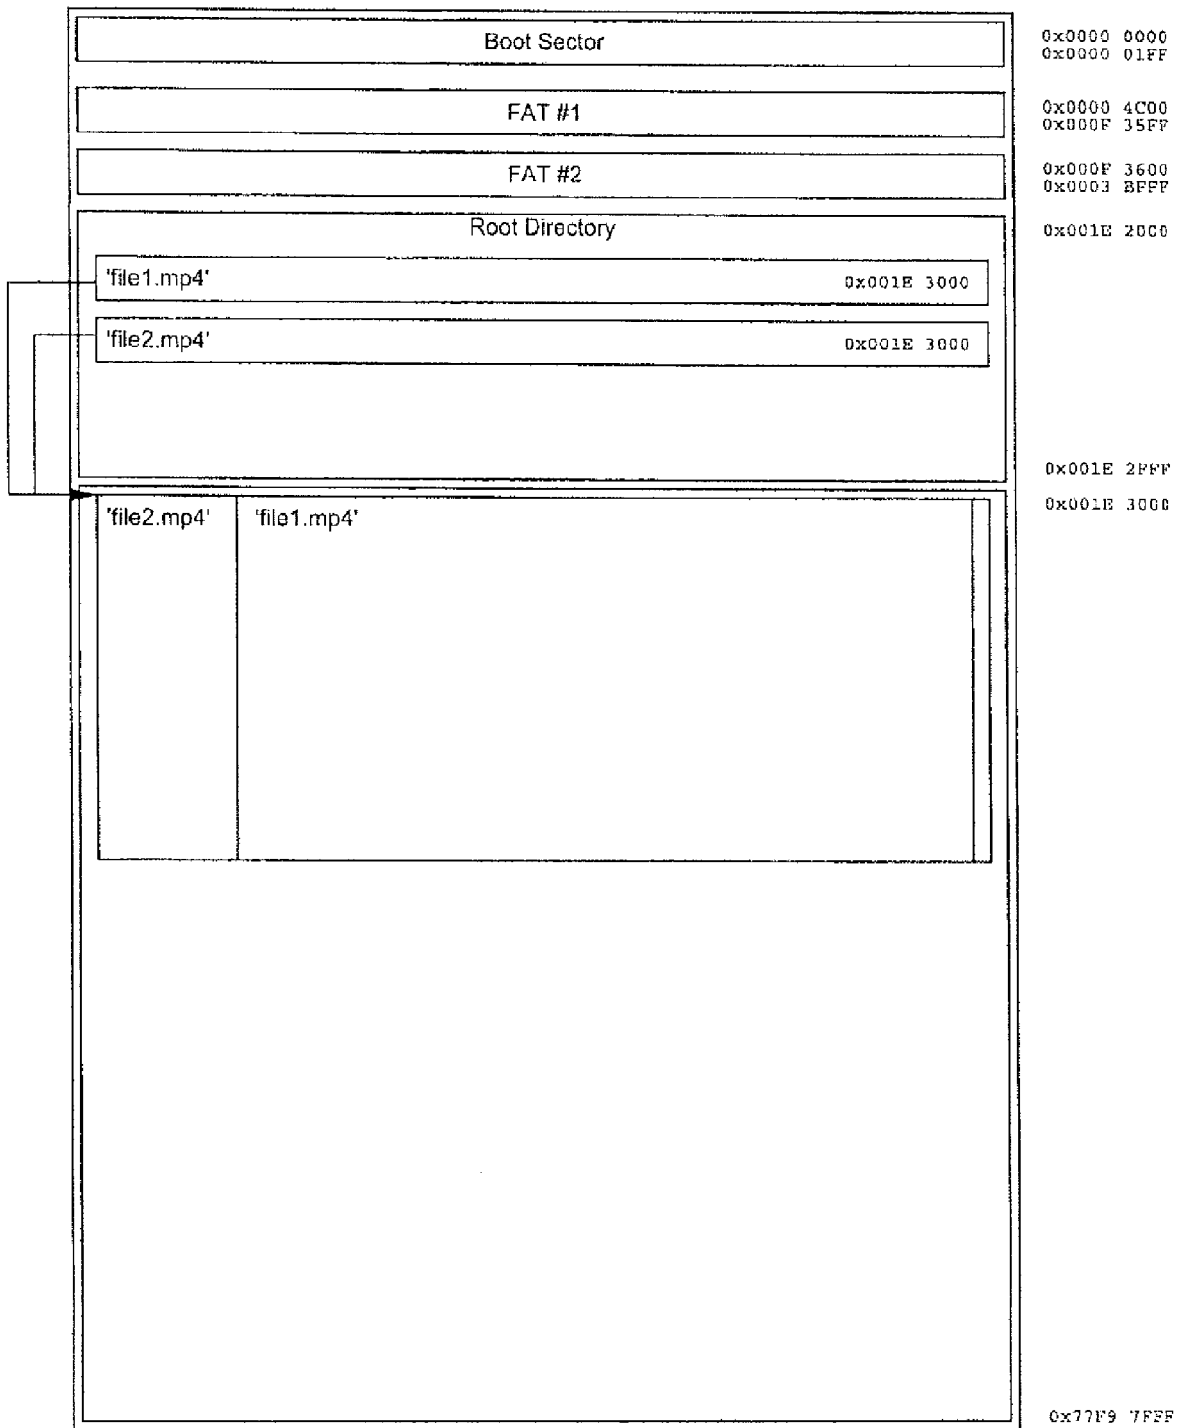 Boot Sector
0x0000 0000
0x0000 01FF
FAT #1
0x0000 4C00
0x000F 35FF
FAT #2
0x000F 3600
0x0003 BFFF
Root Directory
0x001E 2000
'file1.mp4'
0x001E 3000
'file2.mp4'
0x001E 3000
0x001E 2FFF
0x001E 3000
'file2.mp4'
'file1.mp4'
0x77F9 7FFF